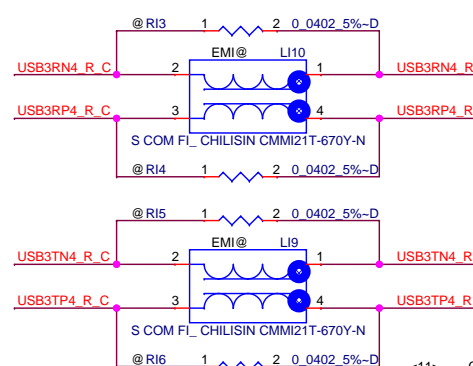 @ RI3 1 2 0_0402_5%~D
EMI@ LI10
USB3RN4_R_C 2 1 USB3RN4_R
USB3RP4_R_C 3 4 USB3RP4_R
S COM FI_ CHILISIN CMMI21T-670Y-N
@ RI4 1 2 0_0402_5%~D
@ RI5 1 2 0_0402_5%~D
EMI@ LI9
USB3TN4_R_C 2 1 USB3TN4_R
USB3TP4_R_C 3 4 USB3TP4_R
S COM FI_ CHILISIN CMMI21T-670Y-N
@ RI6 1 2 0_0402_5%~D